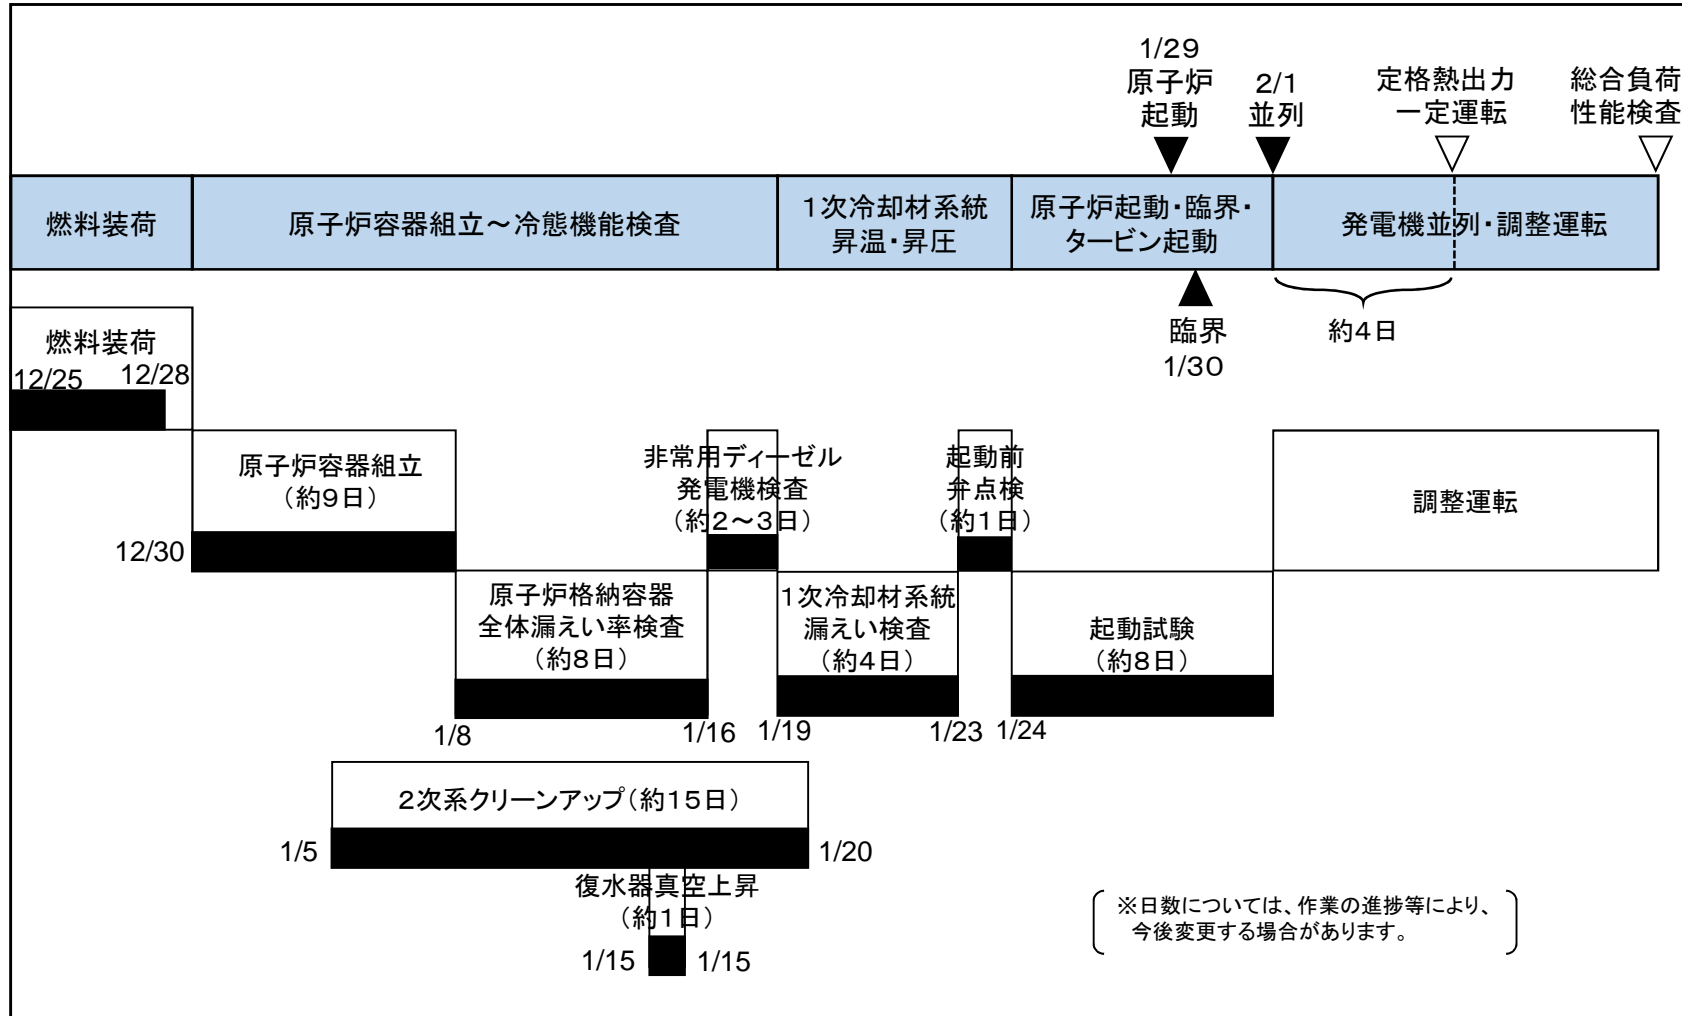 1/29
原子炉
起動
2/1
並列
定格熱出力
一定運転
総合負荷
性能検査
燃料装荷
原子炉容器組立～冷態機能検査
1次冷却材系統
昇温・昇圧
原子炉起動・臨界・
タービン起動
発電機並列・調整運転
臨界
1/30
約4日
燃料装荷
12/25
12/28
原子炉容器組立
（約9日）
12/30
非常用ディーゼル
発電機検査
（約2～3日）
起動前
弁点検
（約1日）
調整運転
原子炉格納容器
全体漏えい率検査
（約8日）
1次冷却材系統
漏えい検査
（約4日）
起動試験
（約8日）
1/8
1/16
1/19
1/23
1/24
2次系クリーンアップ（約15日）
1/5
1/20
復水器真空上昇
（約1日）
1/15
1/15
※日数については、作業の進捗等により、
今後変更する場合があります。